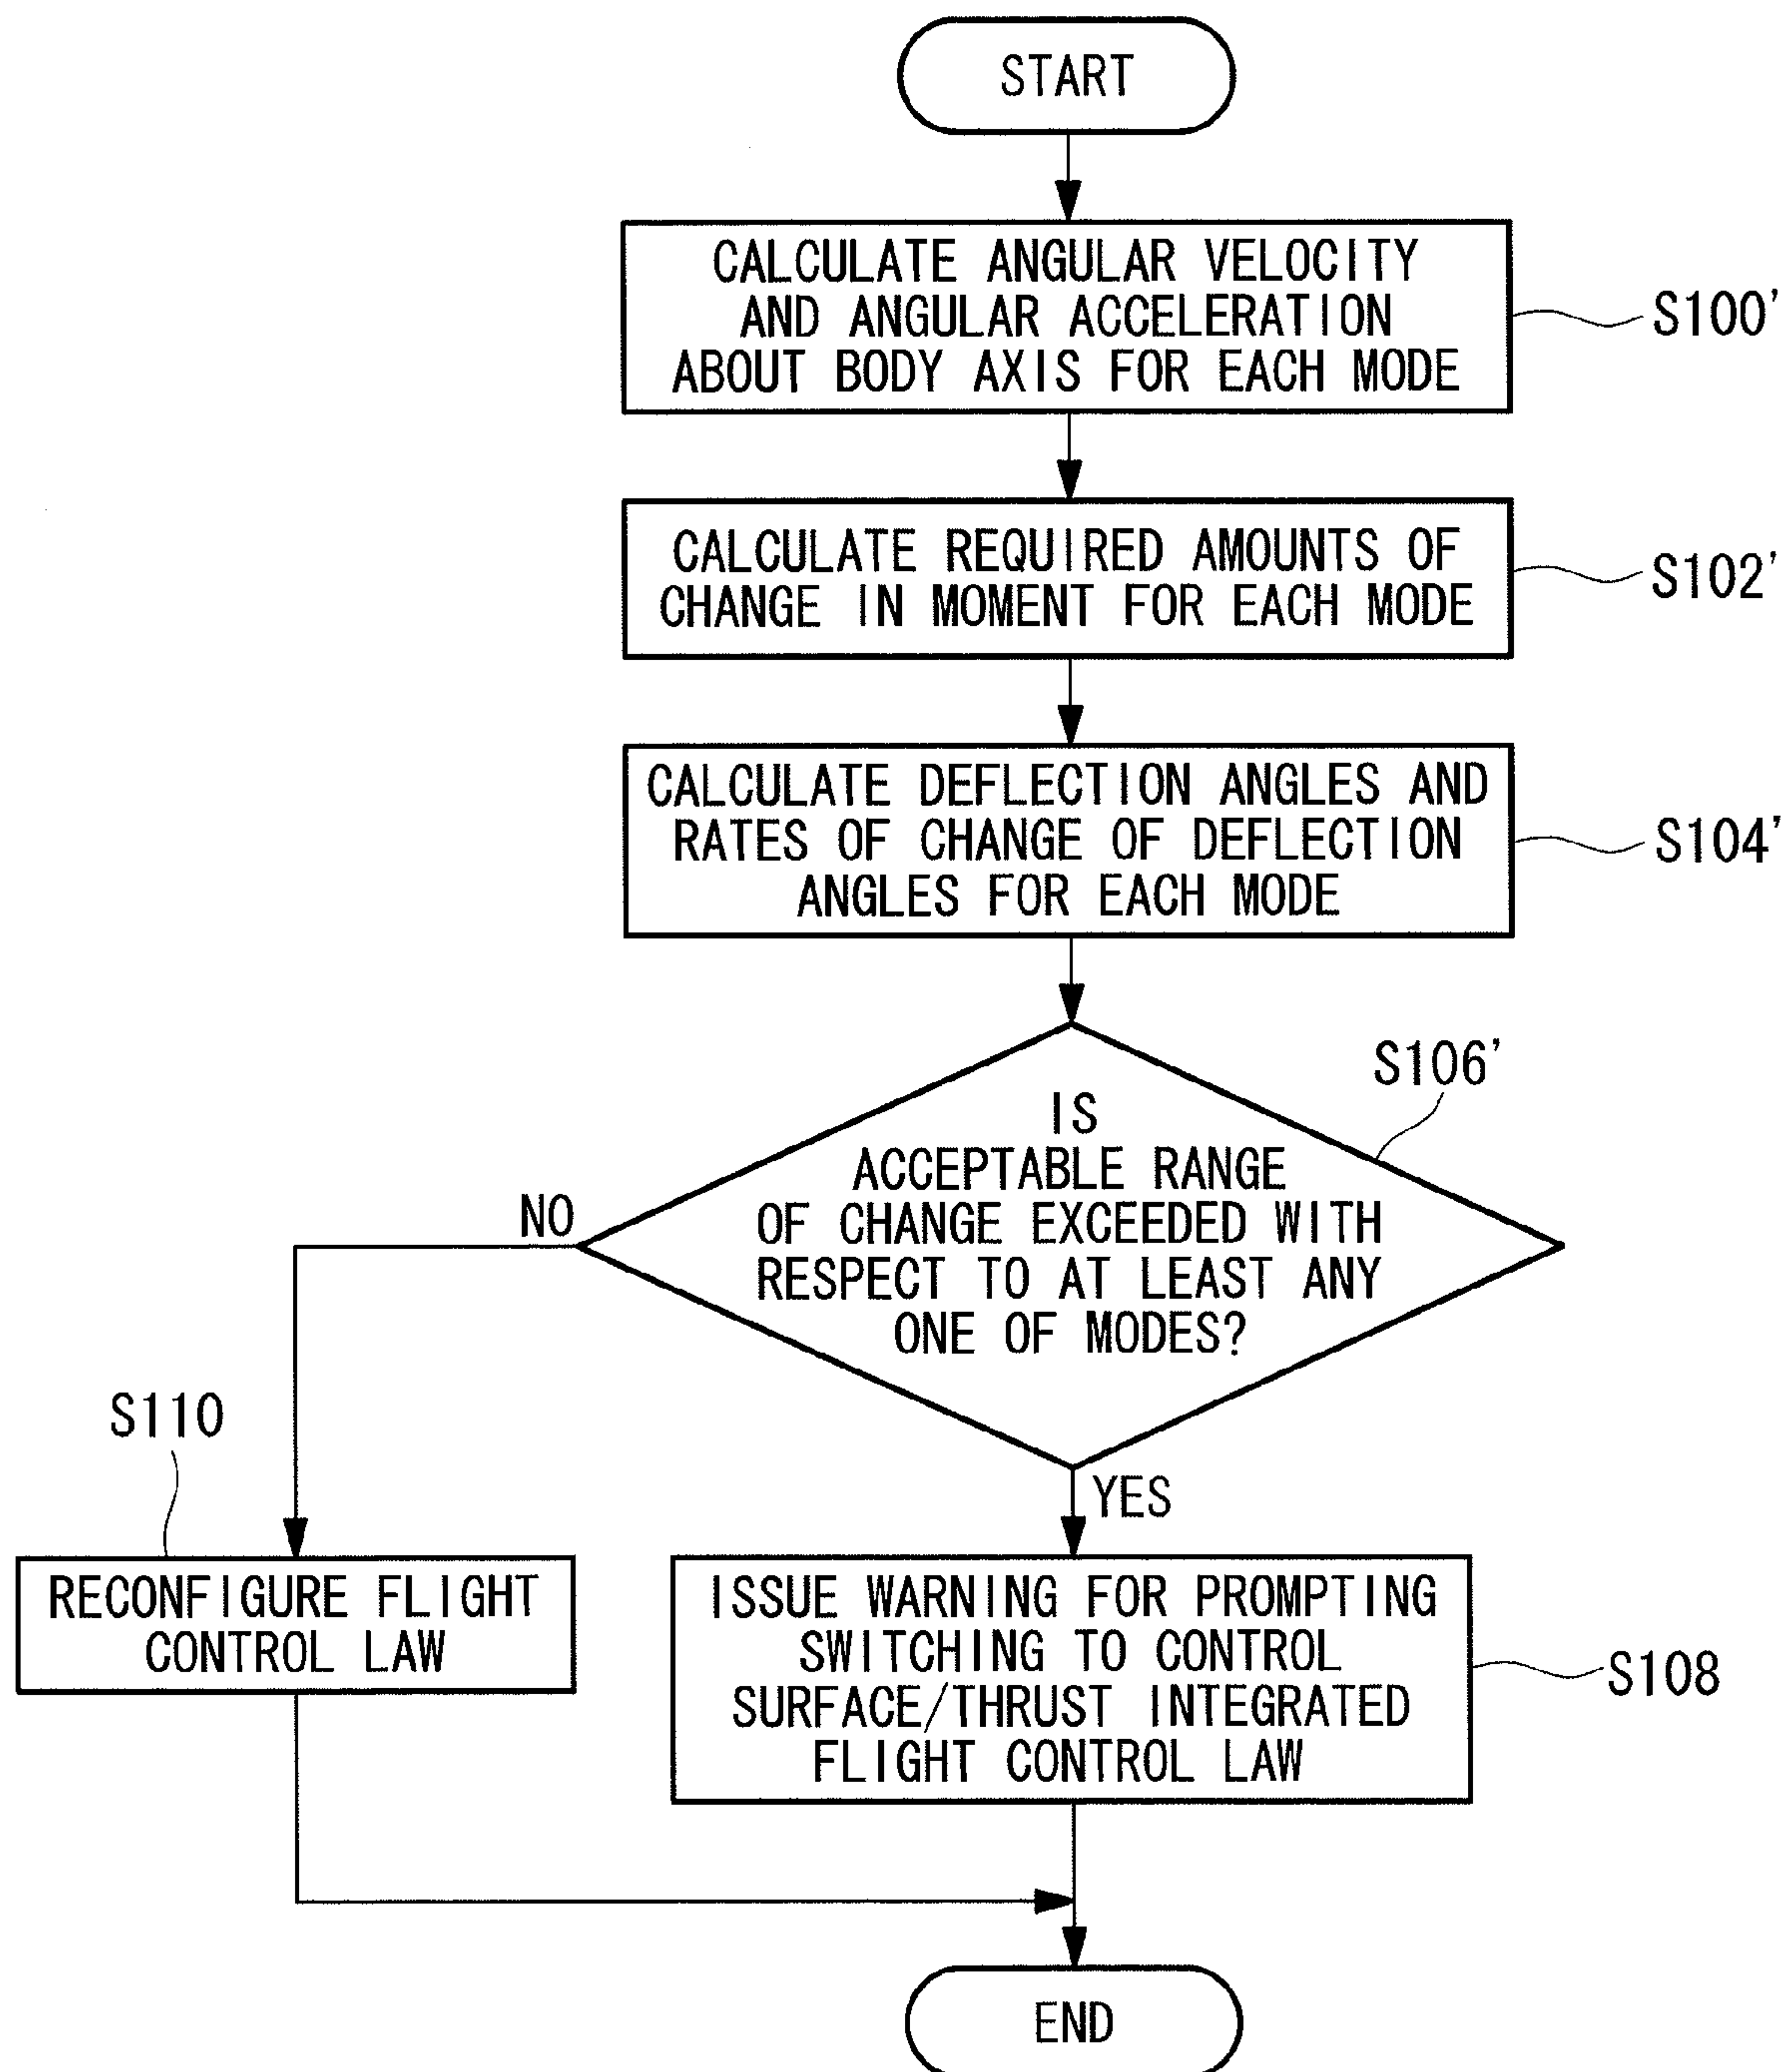 START
CALCULATE ANGULAR VELOCITY
AND ANGULAR ACCELERATION
ABOUT BODY AXIS FOR EACH MODE
S100'
CALCULATE REQUIRED AMOUNTS OF
CHANGE IN MOMENT FOR EACH MODE
S102'
CALCULATE DEFLECTION ANGLES AND
RATES OF CHANGE OF DEFLECTION
ANGLES FOR EACH MODE
S104'
S106'
IS
ACCEPTABLE RANGE
OF CHANGE EXCEEDED WITH
RESPECT TO AT LEAST ANY
ONE OF MODES?
NO
YES
S110
RECONFIGURE FLIGHT
CONTROL LAW
ISSUE WARNING FOR PROMPTING
SWITCHING TO CONTROL
SURFACE/THRUST INTEGRATED
FLIGHT CONTROL LAW
S108
END